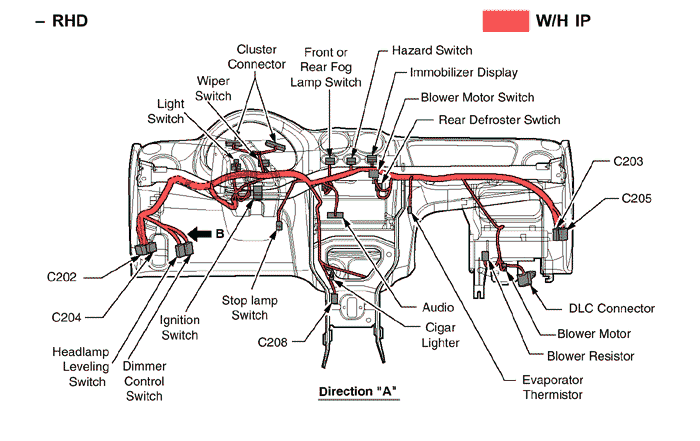 – RHD
W/H IP
Cluster
Connector
Front or
Rear Fog
Lamp Switch
Hazard Switch
Immobilizer Display
Wiper
Switch
Blower Motor Switch
Light
Switch
Rear Defroster Swtich
C203
C205
B
C202
C204
Ignition
Switch
Stop lamp
Switch
C208
Audio
Cigar
Lighter
DLC Connector
Blower Motor
Blower Resistor
Headlamp
Leveling
Switch
Dimmer
Control
Switch
Evaporator
Thermistor
Direction "A"